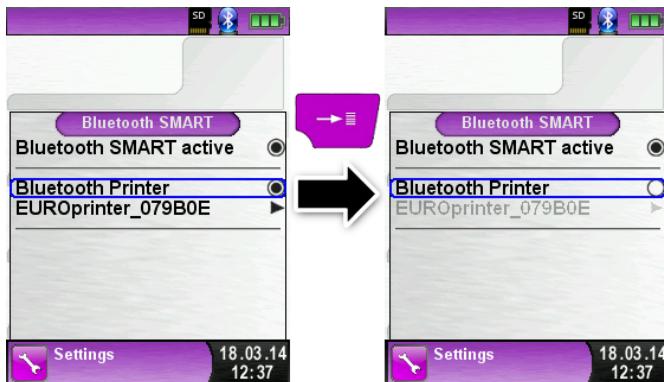 SD
Bluetooth SMART
Bluetooth SMART active
Bluetooth Printer
EUROprinter_079B0E
Settings
18.03.14
12:37
SD
Bluetooth SMART
Bluetooth SMART active
Bluetooth Printer
EUROprinter_079B0E
Settings
18.03.14
12:37